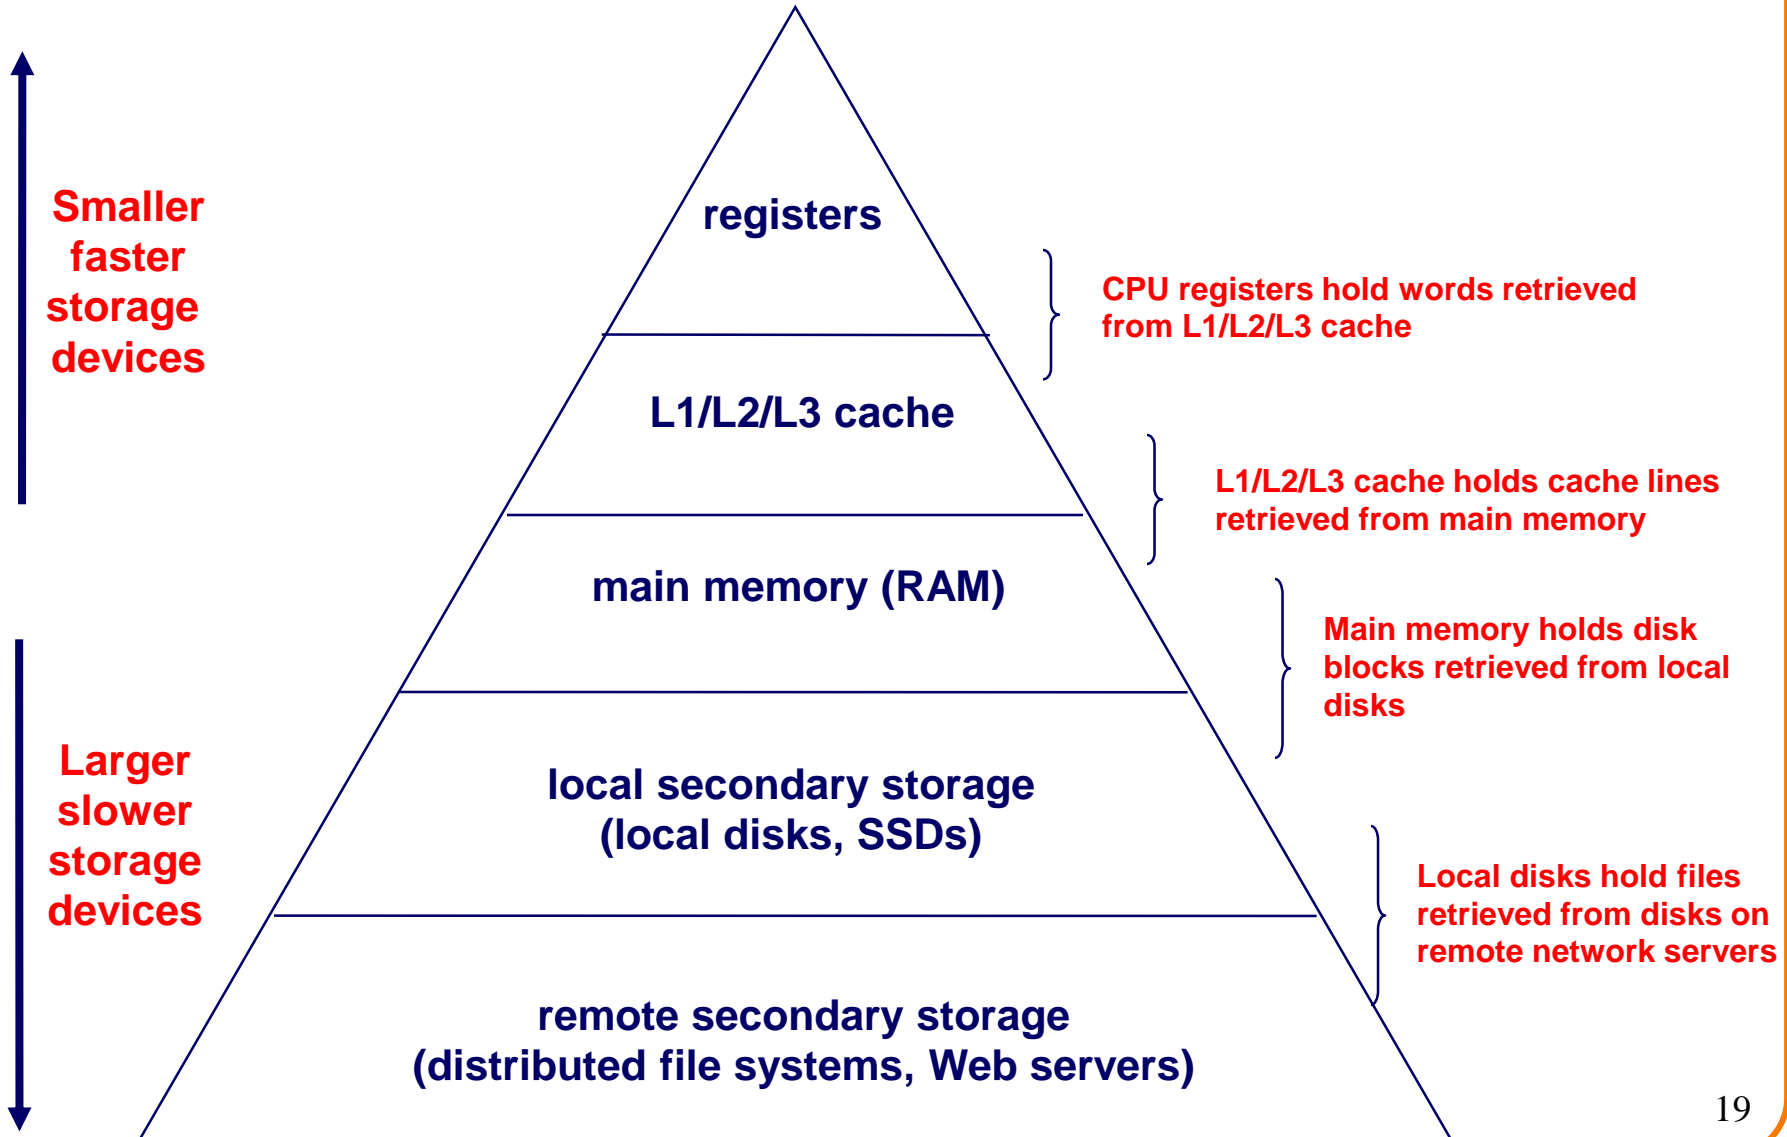 Smaller
faster
storage
devices
registers
CPU registers hold words retrieved
from L1/L2/L3 cache
L1/L2/L3 cache
L1/L2/L3 cache holds cache lines
retrieved from main memory
main memory (RAM)
Main memory holds disk
blocks retrieved from local
disks
Larger
slower
storage
devices
local secondary storage
(local disks, SSDs)
Local disks hold files
retrieved from disks on
remote network servers
remote secondary storage
(distributed file systems, Web servers)
19